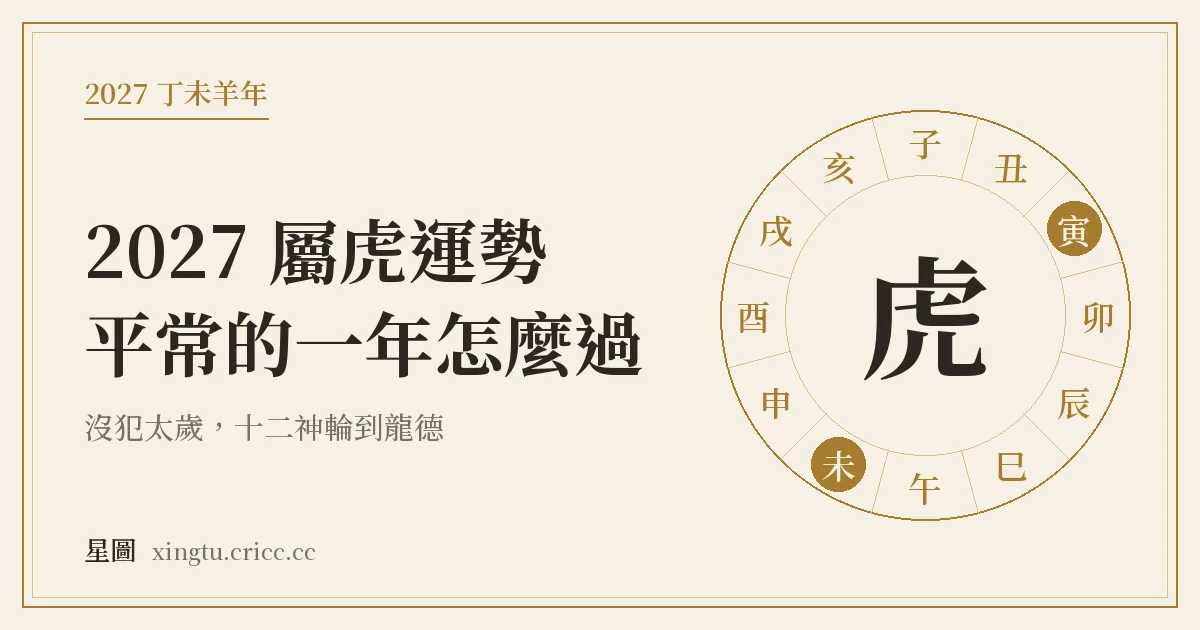 2027 丁未羊年
2027 屬虎運勢
平常的一年怎麼過
沒犯太歲，十二神輪到龍德
星圖 xingtu.cricc.cc
子
丑
寅
卯
辰
巳
午
未
申
酉
戌
亥
虎